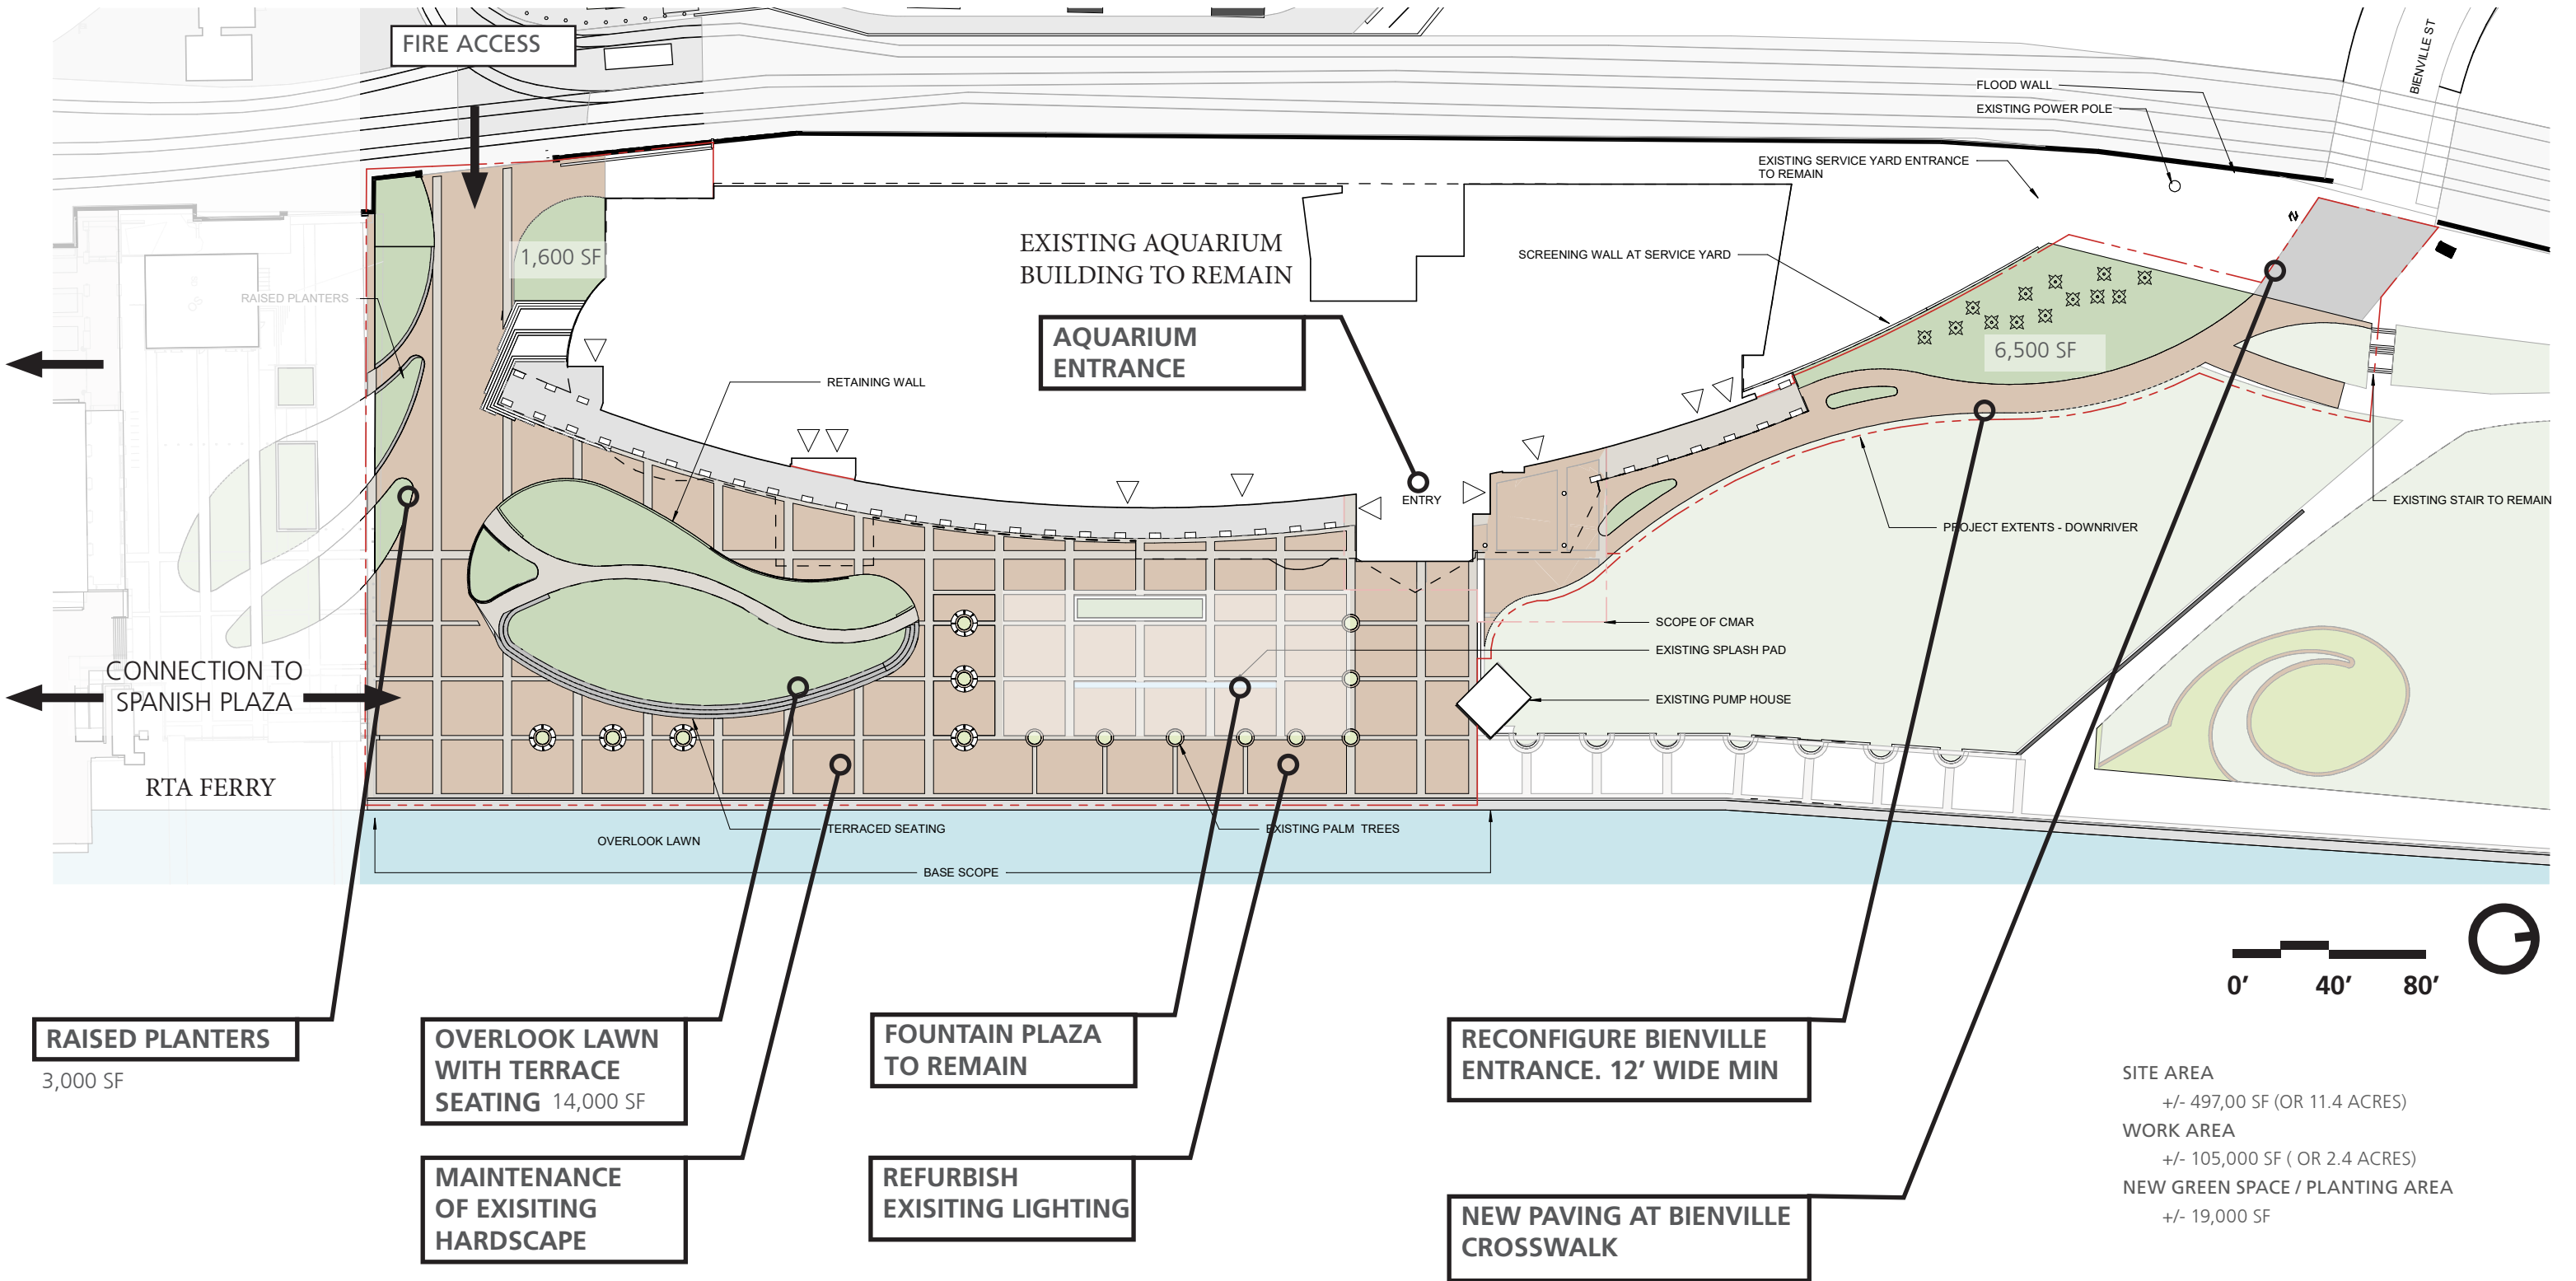 FIRE ACCESS
BIENVILLE ST
FLOOD WALL
EXISTING POWER POLE
EXISTING SERVICE YARD ENTRANCE
TO REMAIN
EXISTING AQUARIUM
BUILDING TO REMAIN
SCREENING WALL AT SERVICE YARD
1,600 SF
RAISED PLANTERS
AQUARIUM
ENTRANCE
6,500 SF
RETAINING WALL
ENTRY
EXISTING STAIR TO REMAIN
PROJECT EXTENTS - DOWNRIVER
SCOPE OF CMAR
EXISTING SPLASH PAD
CONNECTION TO
SPANISH PLAZA
EXISTING PUMP HOUSE
RTA FERRY
TERRACED SEATING
EXISTING PALM TREES
OVERLOOK LAWN
BASE SCOPE
0' 40' 80'
RAISED PLANTERS
3,000 SF
OVERLOOK LAWN
WITH TERRACE
SEATING 14,000 SF
FOUNTAIN PLAZA
TO REMAIN
RECONFIGURE BIENVILLE
ENTRANCE. 12' WIDE MIN
MAINTENANCE
OF EXISITING
HARDSCAPE
REFURBISH
EXISITING LIGHTING
NEW PAVING AT BIENVILLE
CROSSWALK
SITE AREA
+/- 497,00 SF (OR 11.4 ACRES)
WORK AREA
+/- 105,000 SF ( OR 2.4 ACRES)
NEW GREEN SPACE / PLANTING AREA
+/- 19,000 SF